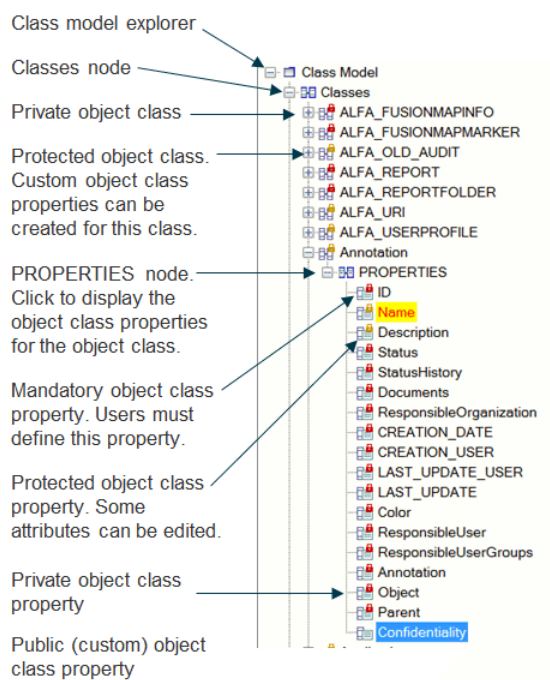 Class model explorer
Classes node
Private object class
Protected object class.
Custom object class
properties can be
created for this class.
PROPERTIES node.
Click to display the
object class properties
for the object class.
Mandatory object class
property. Users must
define this property.
Protected object class
property. Some
attributes can be edited.
Private object class
property
Public (custom) object
class property
Class Model
Classes
ALFA_FUSIONMAPINFO
ALFA_FUSIONMAPMARKER
ALFA_OLD_AUDIT
ALFA_REPORT
ALFA_REPORTFOLDER
ALFA_URI
ALFA_USERPROFILE
Annotation
PROPERTIES
ID
Name
Description
Status
StatusHistory
Documents
ResponsibleOrganization
CREATION_DATE
CREATION_USER
LAST_UPDATE_USER
LAST_UPDATE
Color
ResponsibleUser
ResponsibleUserGroups
Annotation
Object
Parent
Confidentiality